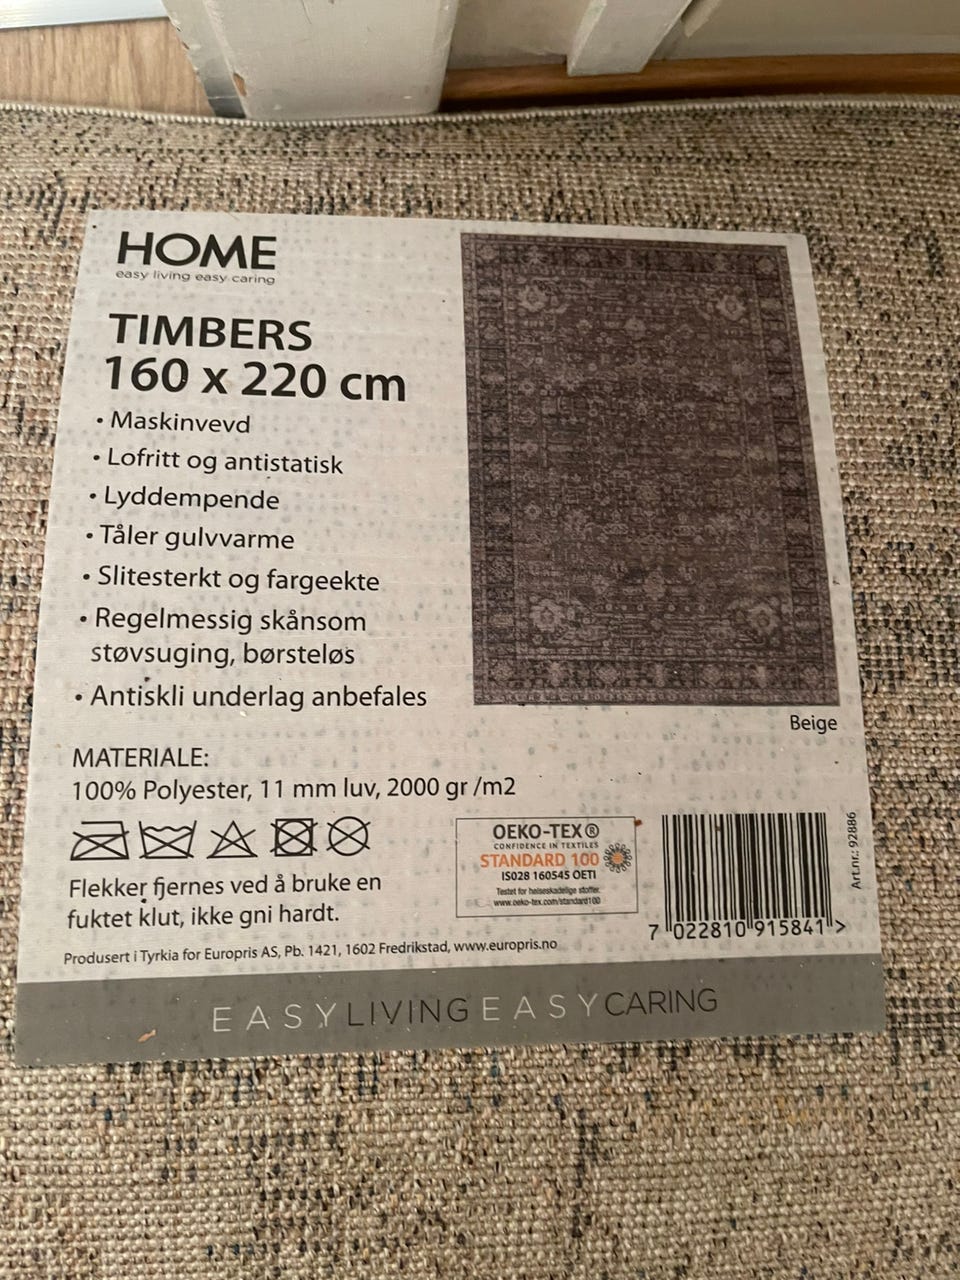 HOME
easy living easy caring
TIMBERS
160 x 220 cm
• Maskinvevd
• Lofritt og antistatisk
• Lyddempende
• Tåler gulvvarme
• Slitesterkt og fargeekte
• Regelmessig skånsom
støvsuging, børsteløs
• Antiskli underlag anbefales
Beige
MATERIALE:
100% Polyester, 11 mm luv, 2000 gr /m2
Flekker fjernes ved å bruke en
fuktet klut, ikke gni hardt.
OEKO-TEX®
CONFIDENCE IN TEXTILES
STANDARD 100
IS028 160545 OETI
Testet for helseskadelige stoffer.
www.oeko-tex.com/standard100
Art.nr.: 92886
7 022810 915841 >
Produsert i Tyrkia for Europris AS, Pb. 1421, 1602 Fredrikstad, www.europris.no
EASYLIVINGEASYCARING